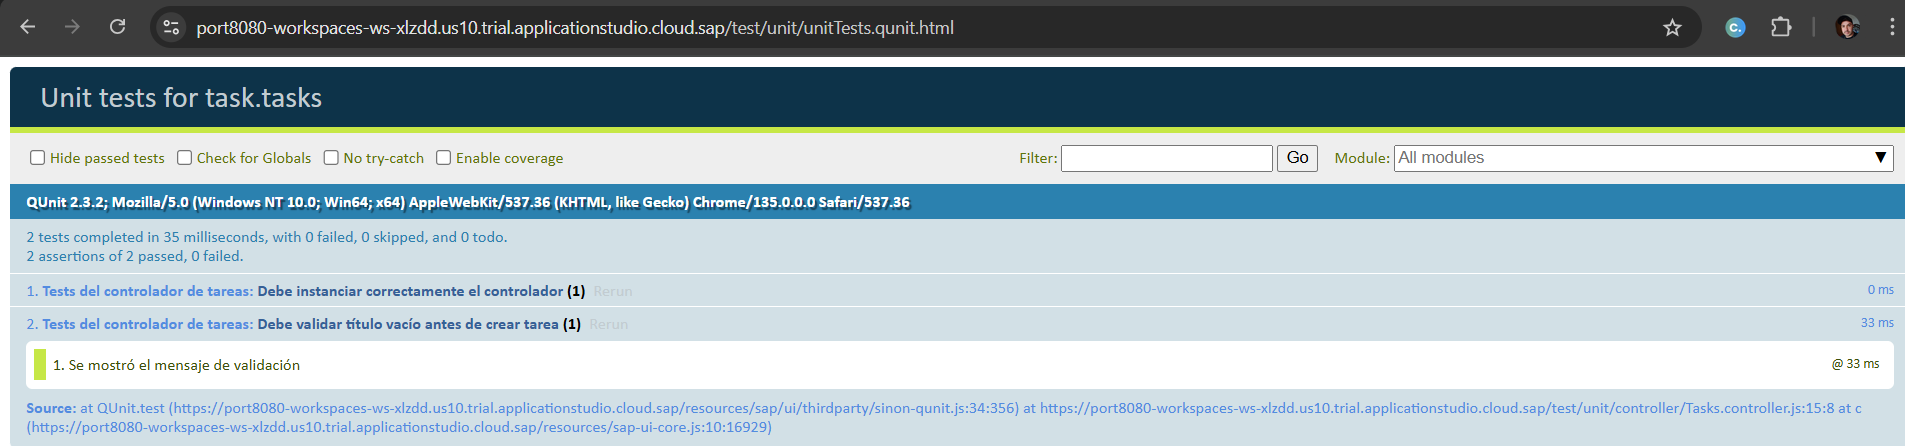 port8080-workspaces-ws-xlzdd.us10.trial.applicationstudio.cloud.sap/test/unit/unitTests.qunit.html
Unit tests for task.tasks
Hide passed tests Check for Globals No try-catch Enable coverage Filter: Go Module: All modules ▼
QUnit 2.3.2; Mozilla/5.0 (Windows NT 10.0; Win64; x64) AppleWebKit/537.36 (KHTML, like Gecko) Chrome/135.0.0.0 Safari/537.36
2 tests completed in 35 milliseconds, with 0 failed, 0 skipped, and 0 todo.
2 assertions of 2 passed, 0 failed.
1. Tests del controlador de tareas: Debe instanciar correctamente el controlador (1) Rerun 0 ms
2. Tests del controlador de tareas: Debe validar título vacío antes de crear tarea (1) Rerun 33 ms
1. Se mostró el mensaje de validación @ 33 ms
Source: at QUnit.test (https://port8080-workspaces-ws-xlzdd.us10.trial.applicationstudio.cloud.sap/resources/sap/ui/thirdparty/sinon-qunit.js:34:356) at https://port8080-workspaces-ws-xlzdd.us10.trial.applicationstudio.cloud.sap/test/unit/controller/Tasks.controller.js:15:8 at c
(https://port8080-workspaces-ws-xlzdd.us10.trial.applicationstudio.cloud.sap/resources/sap-ui-core.js:10:16929)